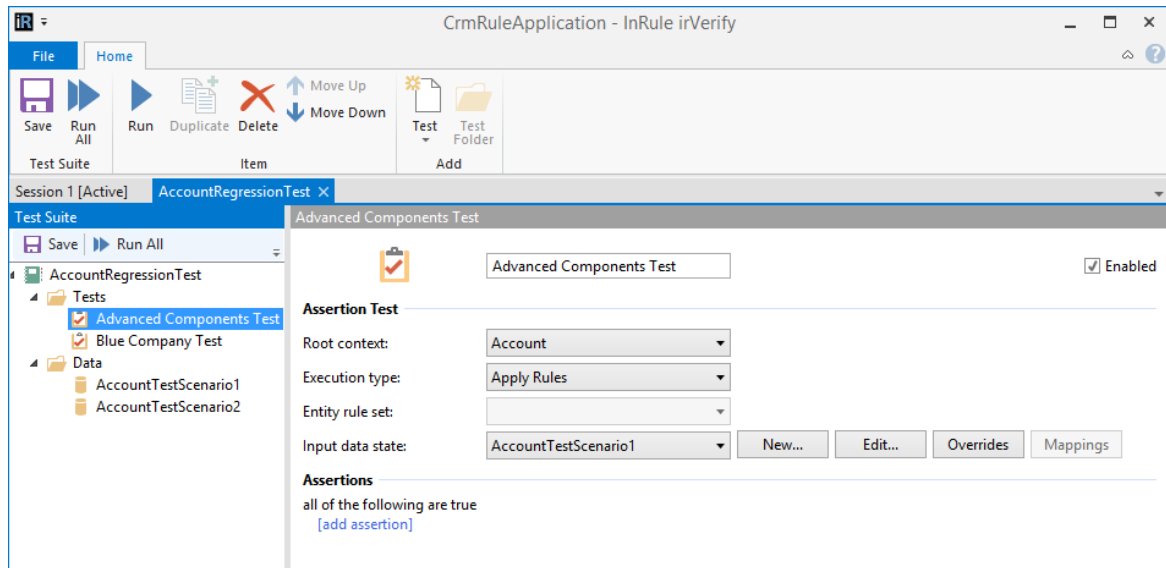 iR
CrmRuleApplication - InRule irVerify
File Home
Save Run All Run Duplicate Delete Move Up Move Down Test Test Folder
Test Suite Item Add
Session 1 [Active] AccountRegressionTest
Test Suite
Save Run All
AccountRegressionTest
Tests
Advanced Components Test
Blue Company Test
Data
AccountTestScenario1
AccountTestScenario2
Advanced Components Test
Advanced Components Test Enabled
Assertion Test
Root context: Account
Execution type: Apply Rules
Entity rule set:
Input data state: AccountTestScenario1 New... Edit... Overrides Mappings
Assertions
all of the following are true
[add assertion]